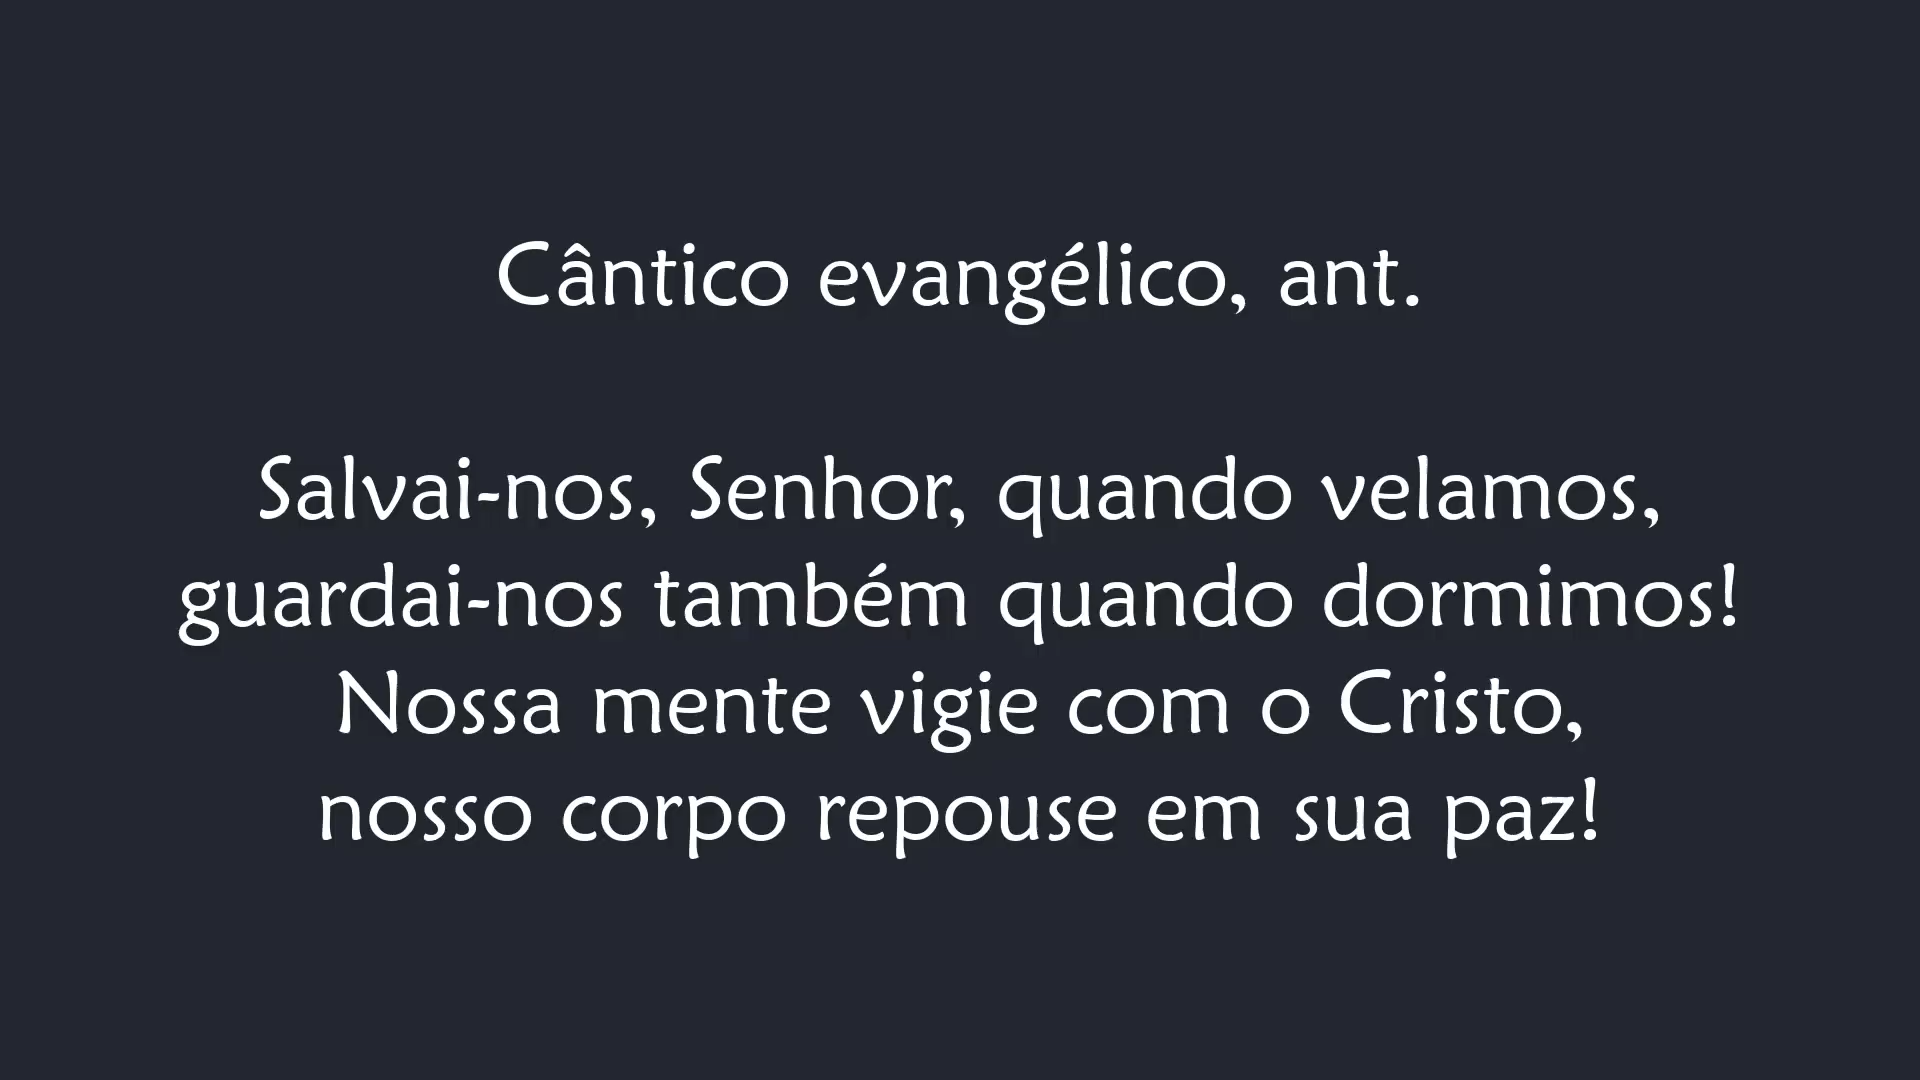 Cântico evangélico, ant.
Salvai-nos, Senhor, quando velamos,
guardai-nos também quando dormimos!
Nossa mente vigie com o Cristo,
nosso corpo repouse em sua paz!